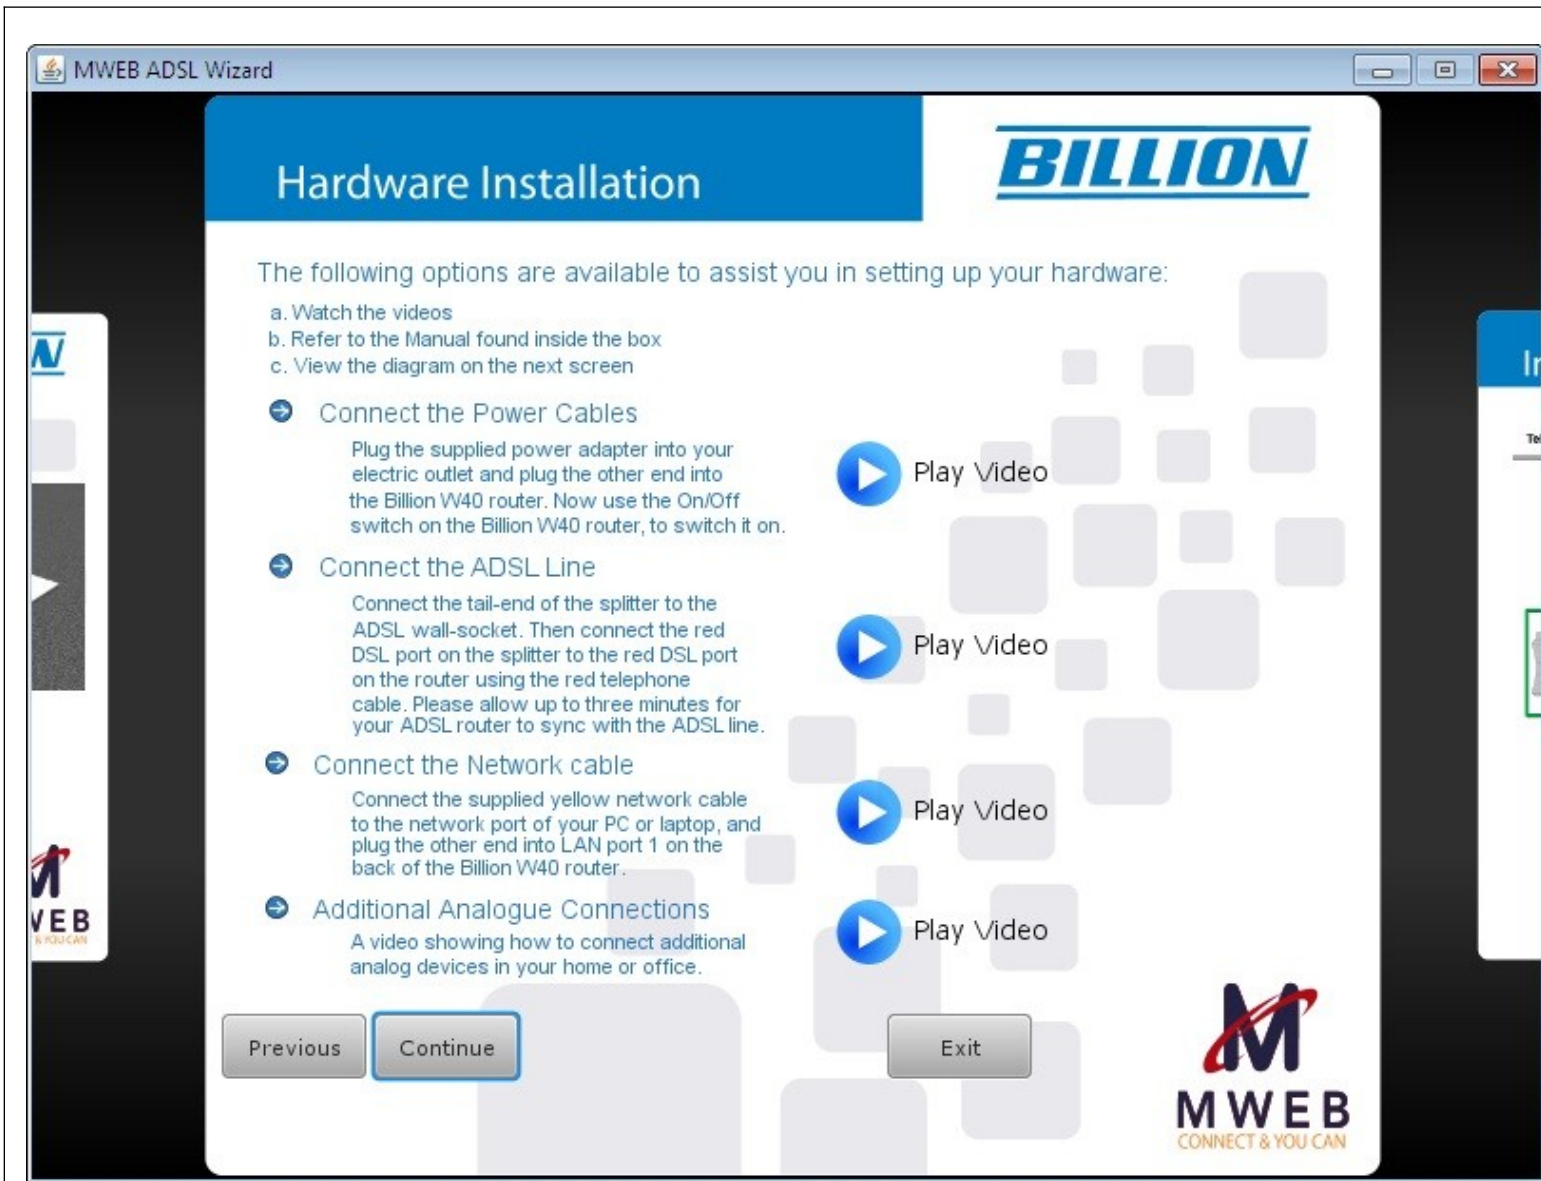 MWEB ADSL Wizard
Hardware Installation
BILLION
The following options are available to assist you in setting up your hardware:
a. Watch the videos
b. Refer to the Manual found inside the box
c. View the diagram on the next screen
Connect the Power Cables
Plug the supplied power adapter into your
electric outlet and plug the other end into
the Billion W40 router. Now use the On/Off
switch on the Billion W40 router, to switch it on.
Play Video
Connect the ADSL Line
Connect the tail-end of the splitter to the
ADSL wall-socket. Then connect the red
DSL port on the splitter to the red DSL port
on the router using the red telephone
cable. Please allow up to three minutes for
your ADSL router to sync with the ADSL line.
Play Video
Connect the Network cable
Connect the supplied yellow network cable
to the network port of your PC or laptop, and
plug the other end into LAN port 1 on the
back of the Billion W40 router.
Play Video
Additional Analogue Connections
A video showing how to connect additional
analog devices in your home or office.
Play Video
Previous
Continue
Exit
M
MWEB
CONNECT & YOU CAN
N
M
WEB
& YOU CAN
In
Tel